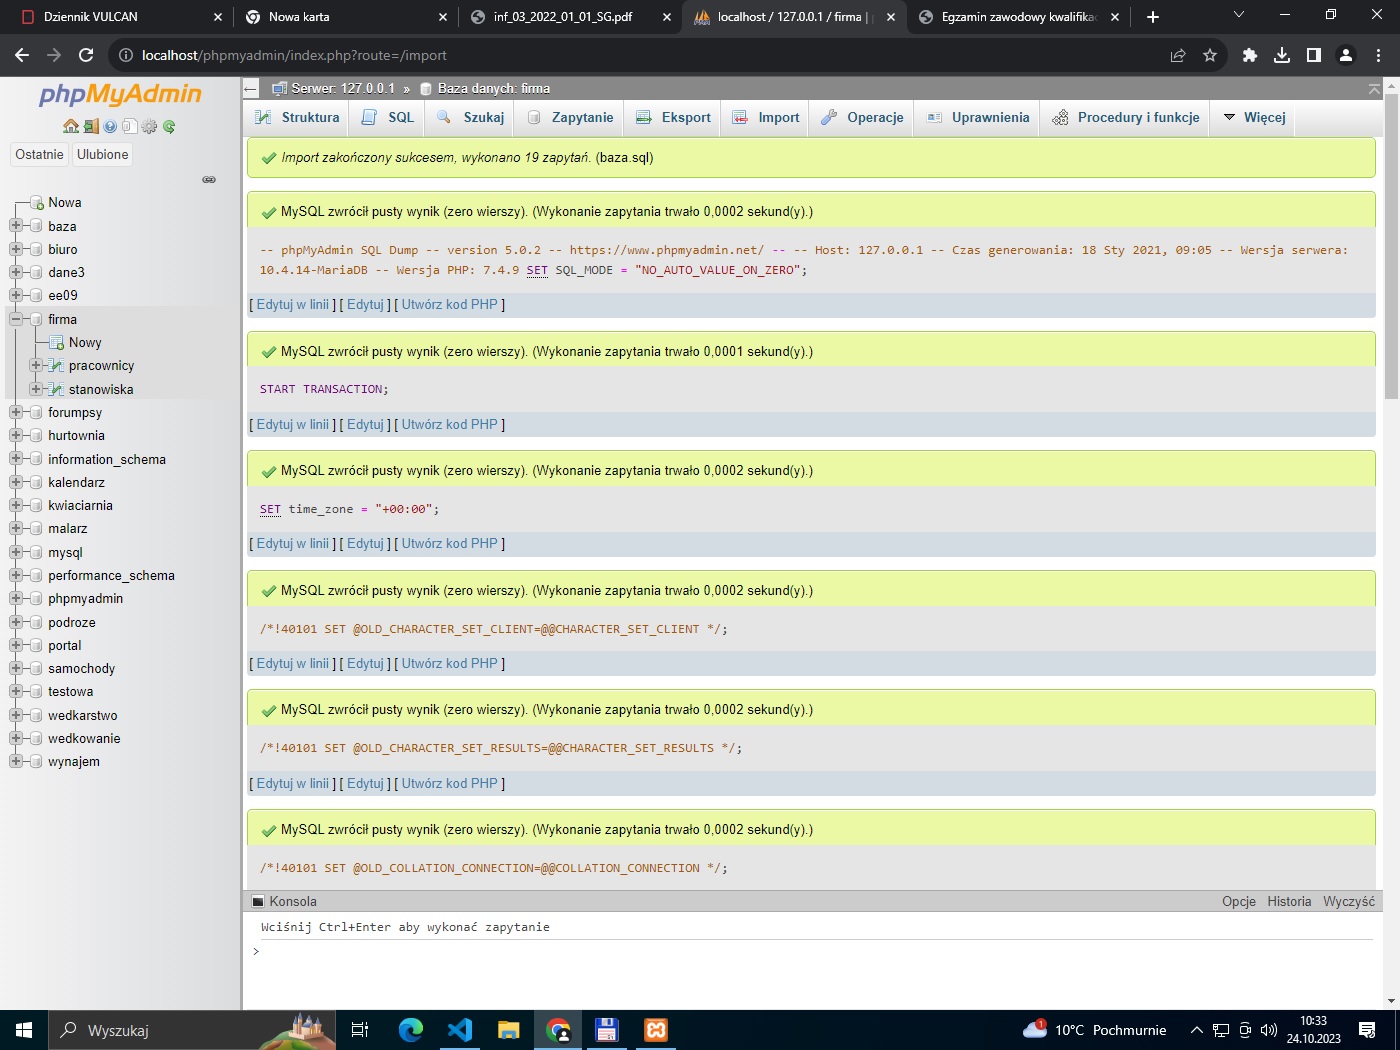 Dziennik VULCAN
Nowa karta
inf_03_2022_01_01_SG.pdf
localhost / 127.0.0.1 / firma |
Egzamin zawodowy kwalifika
localhost/phpmyadmin/index.php?route=/import
phpMyAdmin
Ostatnie
Ulubione
Nowa
baza
biuro
dane3
ee09
firma
Nowy
pracownicy
stanowiska
forumpsy
hurtownia
information_schema
kalendarz
kwiaciarnia
malarz
mysql
performance_schema
phpmyadmin
podroze
portal
samochody
testowa
wedkarstwo
wedkowanie
wynajem
Serwer: 127.0.0.1 » Baza danych: firma
Struktura
SQL
Szukaj
Zapytanie
Eksport
Import
Operacje
Uprawnienia
Procedury i funkcje
Więcej
Import zakończony sukcesem, wykonano 19 zapytań. (baza.sql)
MySQL zwrócił pusty wynik (zero wierszy). (Wykonanie zapytania trwało 0,0002 sekund(y).)
-- phpMyAdmin SQL Dump -- version 5.0.2 -- https://www.phpmyadmin.net/ -- -- Host: 127.0.0.1 -- Czas generowania: 18 Sty 2021, 09:05 -- Wersja serwera:
10.4.14-MariaDB -- Wersja PHP: 7.4.9 SET SQL_MODE = "NO_AUTO_VALUE_ON_ZERO";
[ Edytuj w linii ] [ Edytuj ] [ Utwórz kod PHP ]
MySQL zwrócił pusty wynik (zero wierszy). (Wykonanie zapytania trwało 0,0001 sekund(y).)
START TRANSACTION;
[ Edytuj w linii ] [ Edytuj ] [ Utwórz kod PHP ]
MySQL zwrócił pusty wynik (zero wierszy). (Wykonanie zapytania trwało 0,0002 sekund(y).)
SET time_zone = "+00:00";
[ Edytuj w linii ] [ Edytuj ] [ Utwórz kod PHP ]
MySQL zwrócił pusty wynik (zero wierszy). (Wykonanie zapytania trwało 0,0002 sekund(y).)
/*!40101 SET @OLD_CHARACTER_SET_CLIENT=@@CHARACTER_SET_CLIENT */;
[ Edytuj w linii ] [ Edytuj ] [ Utwórz kod PHP ]
MySQL zwrócił pusty wynik (zero wierszy). (Wykonanie zapytania trwało 0,0002 sekund(y).)
/*!40101 SET @OLD_CHARACTER_SET_RESULTS=@@CHARACTER_SET_RESULTS */;
[ Edytuj w linii ] [ Edytuj ] [ Utwórz kod PHP ]
MySQL zwrócił pusty wynik (zero wierszy). (Wykonanie zapytania trwało 0,0002 sekund(y).)
/*!40101 SET @OLD_COLLATION_CONNECTION=@@COLLATION_CONNECTION */;
Konsola
Opcje Historia Wyczyść
Wciśnij Ctrl+Enter aby wykonać zapytanie
>
Wyszukaj
1
10°C Pochmurnie
10:33
24.10.2023